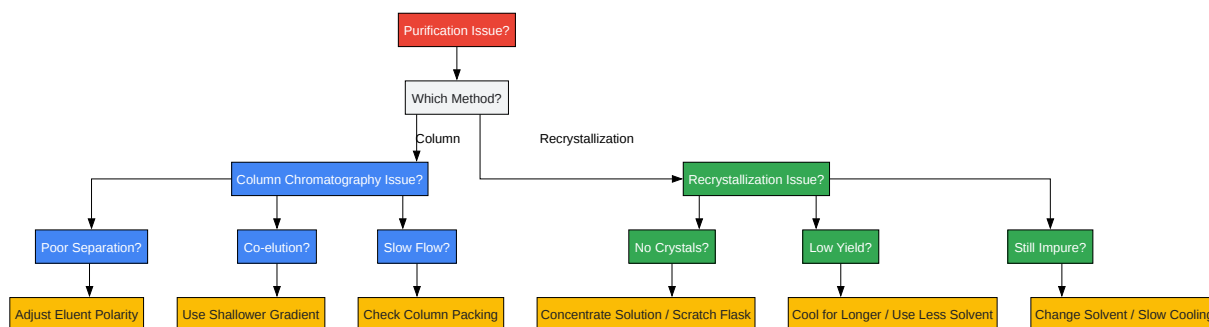 Purification Issue?
Which Method?
Column
Recrystallization
Column Chromatography Issue?
Recrystallization Issue?
Poor Separation?
Co-elution?
Slow Flow?
No Crystals?
Low Yield?
Still Impure?
Adjust Eluent Polarity
Use Shallower Gradient
Check Column Packing
Concentrate Solution / Scratch Flask
Cool for Longer / Use Less Solvent
Change Solvent / Slow Cooling